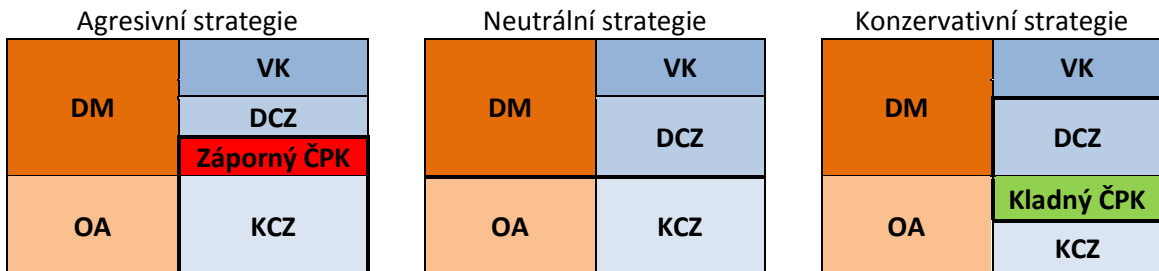 Agresivní strategie
DM
VK
DCZ
Záporný ČPK
OA
KCZ
Neutrální strategie
DM
VK
DCZ
OA
KCZ
Konzervativní strategie
DM
VK
DCZ
OA
Kladný ČPK
KCZ